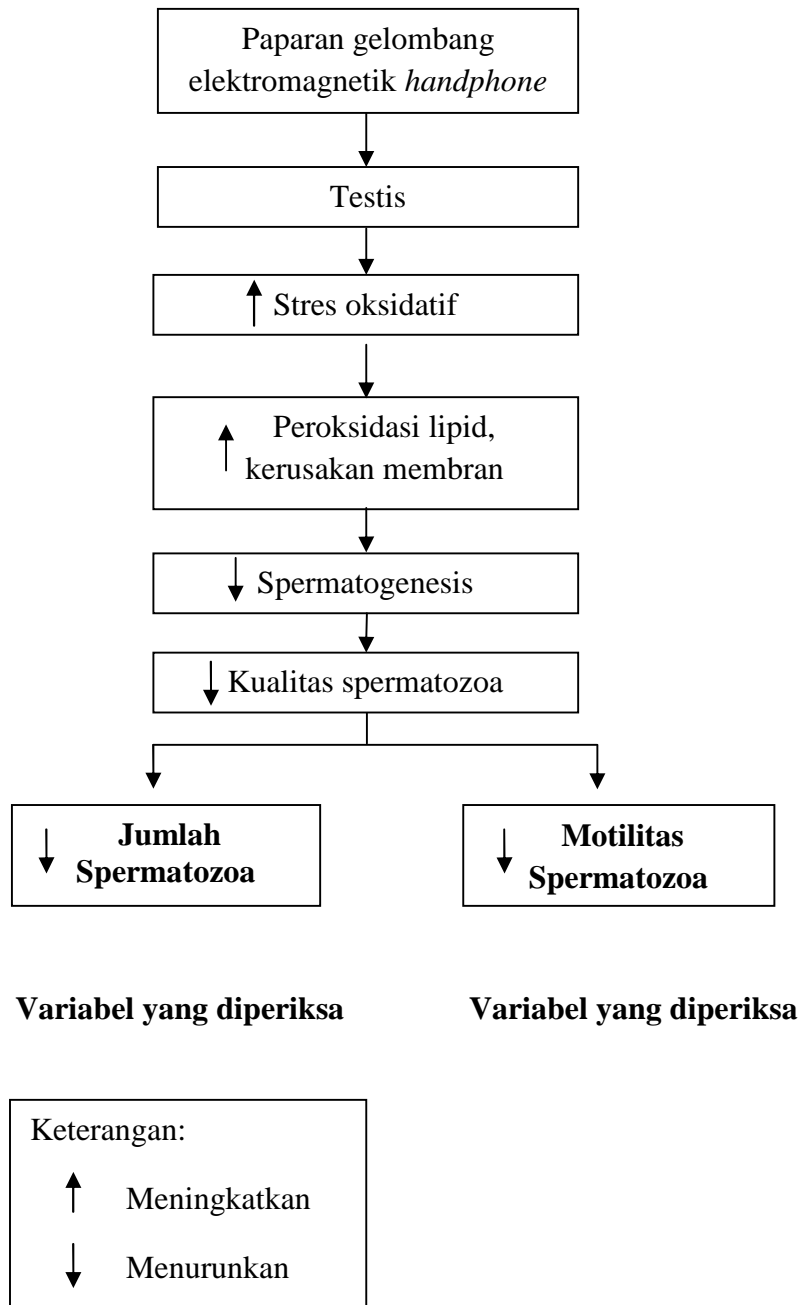 Paparan gelombang
elektromagnetik handphone
Testis
Stres oksidatif
Peroksidasi lipid,
kerusakan membran
Spermatogenesis
Kualitas spermatozoa
Jumlah
Spermatozoa
Motilitas
Spermatozoa
Variabel yang diperiksa
Variabel yang diperiksa
Keterangan:
Meningkatkan
Menurunkan